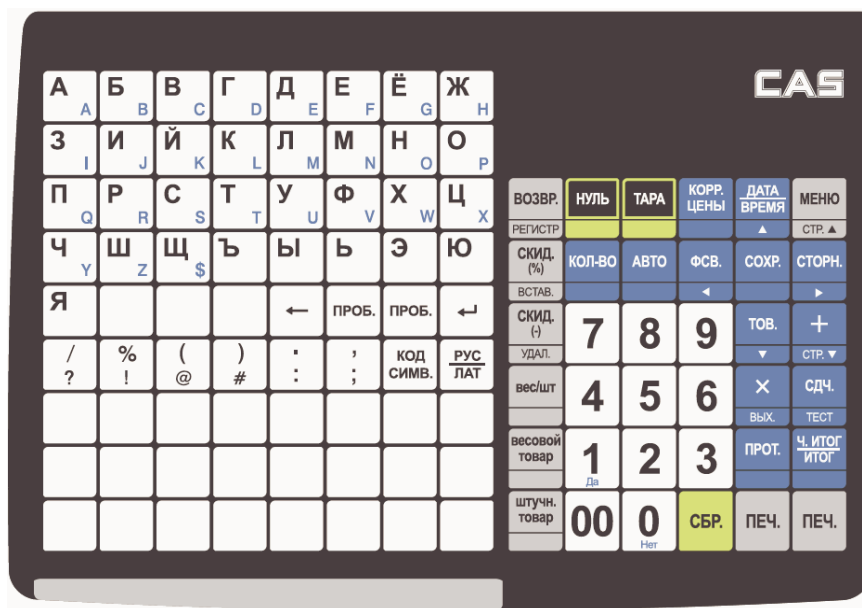 CAS
А A Б B В C Г D Д E Е F Ё G Ж H
З I И J Й K К L Л M М N Н O О P
П Q Р R С S Т T У U Ф V Х W Ц X
Ч Y Ш Z Щ $ Ъ Ы Ь Э Ю
Я ← ПРОБ. ПРОБ. ↵
/ ? % ! ( @ ) # . : , ; КОД СИМВ. РУС ЛАТ
ВОЗВР. НУЛЬ ТАРА КОРР. ЦЕНЫ ДАТА ВРЕМЯ МЕНЮ
РЕГИСТР ▲ СТР. ▲
СКИД. (%) КОЛ-ВО АВТО ФСВ. СОХР. СТОРН.
ВСТАВ. ◄ ►
СКИД. (-) 7 8 9 ТОВ. +
УДАЛ. ▼ СТР. ▼
вес/шт 4 5 6 × СДЧ.
ВЫХ. ТЕСТ
весовой товар 1 2 3 ПРОТ. Ч. ИТОГ ИТОГ
Да
штучн. товар 00 0 СБР. ПЕЧ. ПЕЧ.
Нет